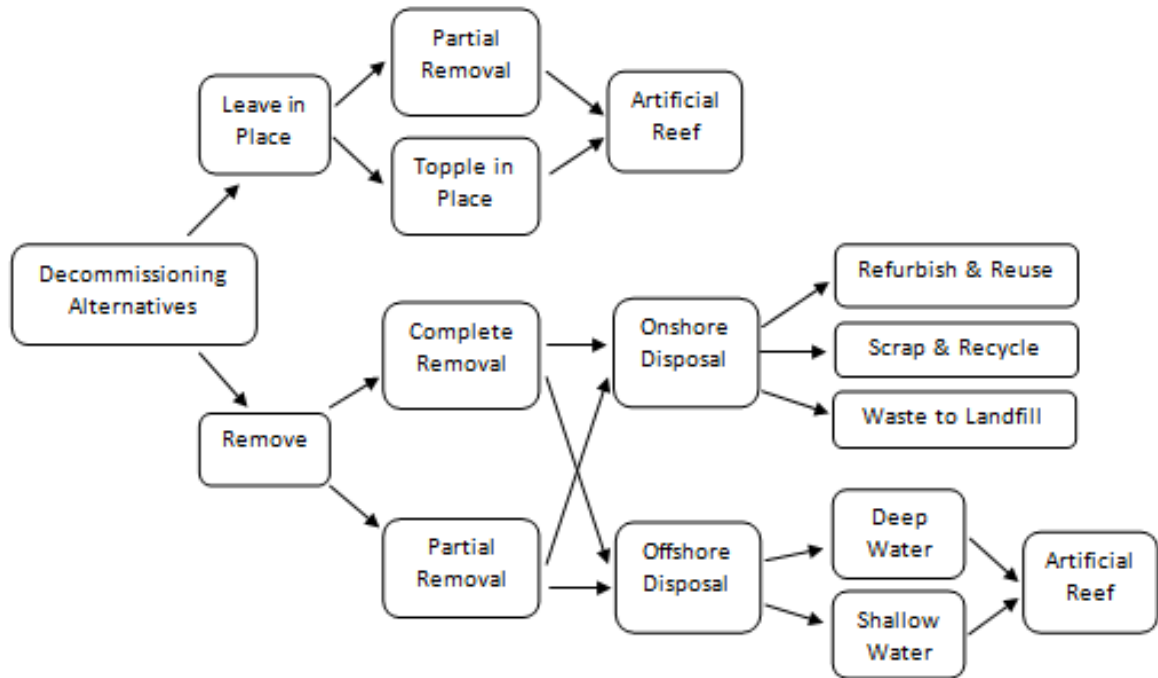 Partial
Removal
Leave in
Place
Artificial
Reef
Topple in
Place
Decommissioning
Alternatives
Refurbish & Reuse
Complete
Removal
Onshore
Disposal
Scrap & Recycle
Waste to Landfill
Remove
Partial
Removal
Offshore
Disposal
Deep
Water
Artificial
Reef
Shallow
Water